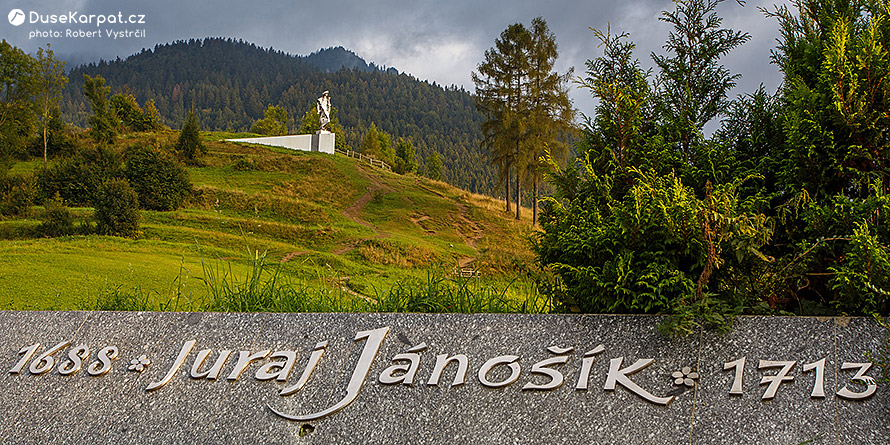 DuseKarpat.cz
photo: Robert Vystrčil
1688 Juraj Jánošík 1713